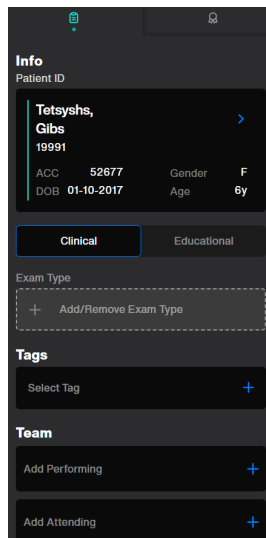 Info
Patient ID
Tetsyshs,
Gibs
19991
ACC 52677 Gender F
DOB 01-10-2017 Age 6y
Clinical Educational
Exam Type
+ Add/Remove Exam Type
Tags
Select Tag +
Team
Add Performing +
Add Attending +